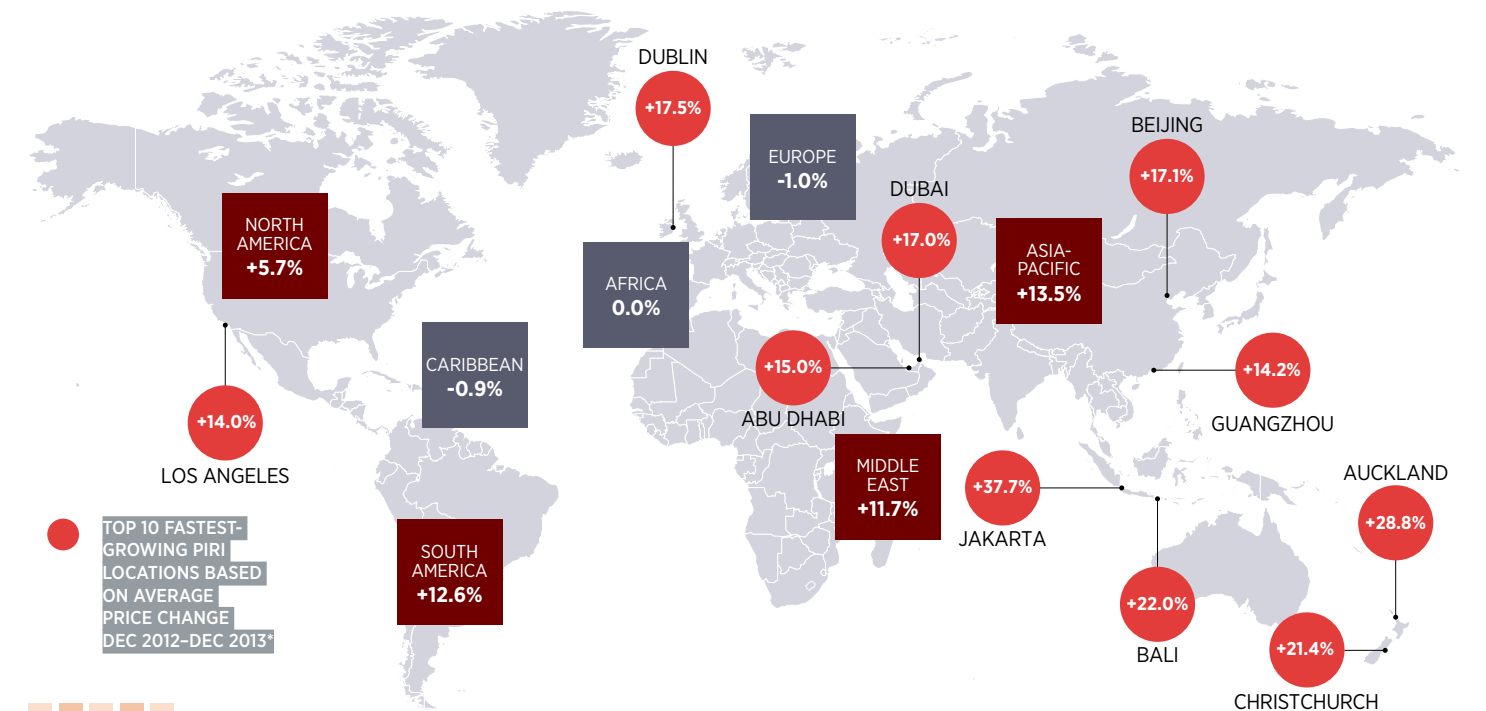 DUBLIN
+17.5%
EUROPE
-1.0%
BEIJING
+17.1%
DUBAI
+17.0%
NORTH
AMERICA
+5.7%
ASIA-
PACIFIC
+13.5%
AFRICA
0.0%
CARIBBEAN
-0.9%
+15.0%
ABU DHABI
+14.2%
GUANGZHOU
+14.0%
LOS ANGELES
MIDDLE
EAST
+11.7%
+37.7%
JAKARTA
AUCKLAND
+28.8%
SOUTH
AMERICA
+12.6%
+22.0%
BALI
+21.4%
CHRISTCHURCH
TOP 10 FASTEST-
GROWING PIRI
LOCATIONS BASED
ON AVERAGE
PRICE CHANGE
DEC 2012–DEC 2013*